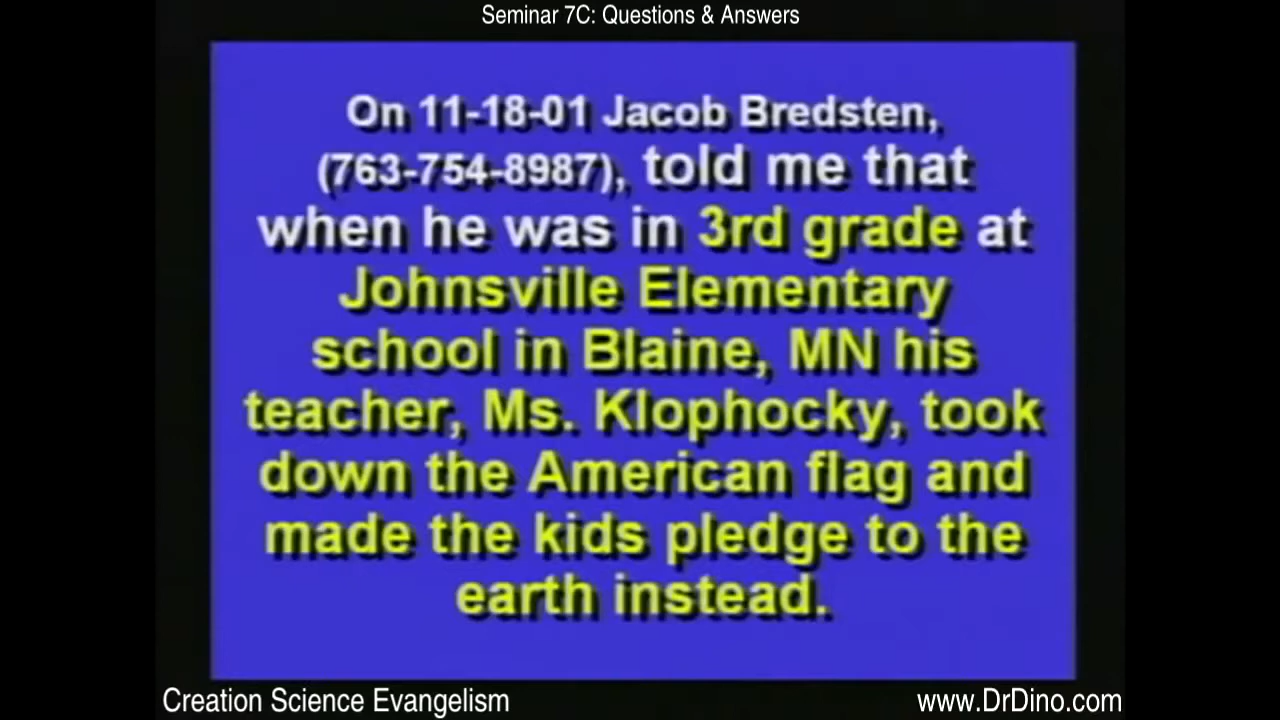 Seminar 7C: Questions & Answers
On 11-18-01 Jacob Bredsten,
(763-754-8987), told me that
when he was in 3rd grade at
Johnsville Elementary
school in Blaine, MN his
teacher, Ms. Klophocky, took
down the American flag and
made the kids pledge to the
earth instead.
Creation Science Evangelism
www.DrDino.com